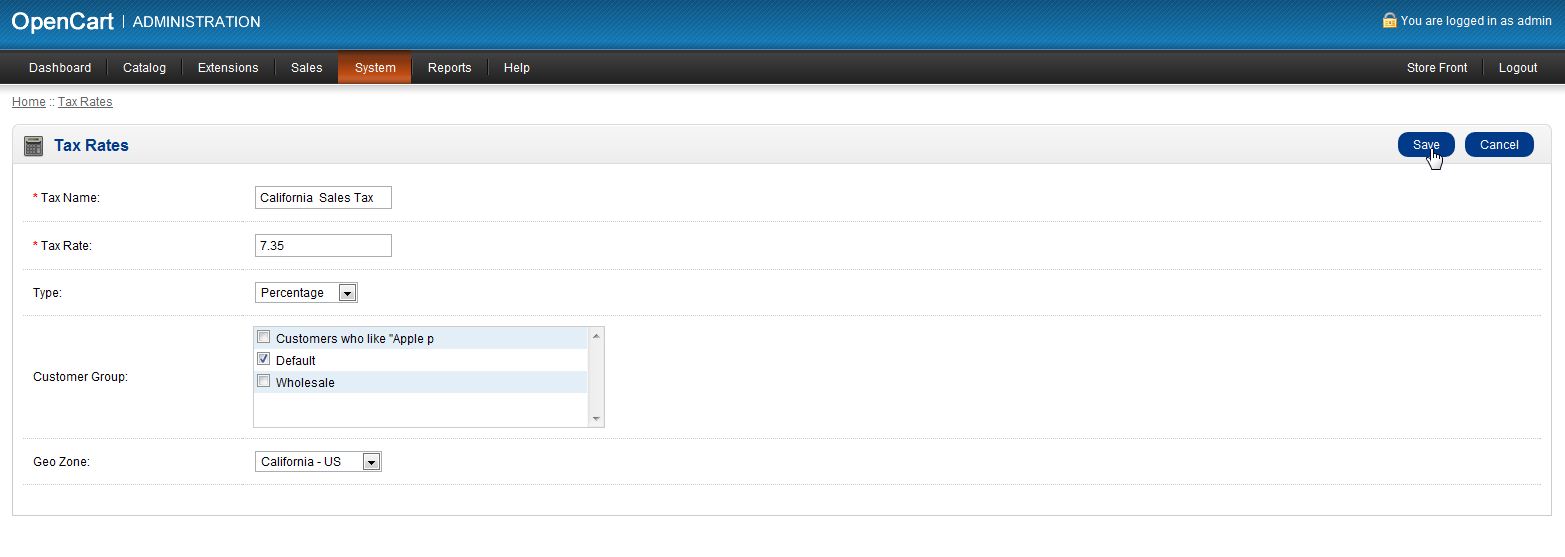 OpenCart | ADMINISTRATION
You are logged in as admin
Dashboard Catalog Extensions Sales System Reports Help Store Front Logout
Home :: Tax Rates
Tax Rates Save Cancel
* Tax Name: California  Sales Tax
* Tax Rate: 7.35
Type: Percentage
Customer Group:
Customers who like "Apple p
Default
Wholesale
Geo Zone: California - US